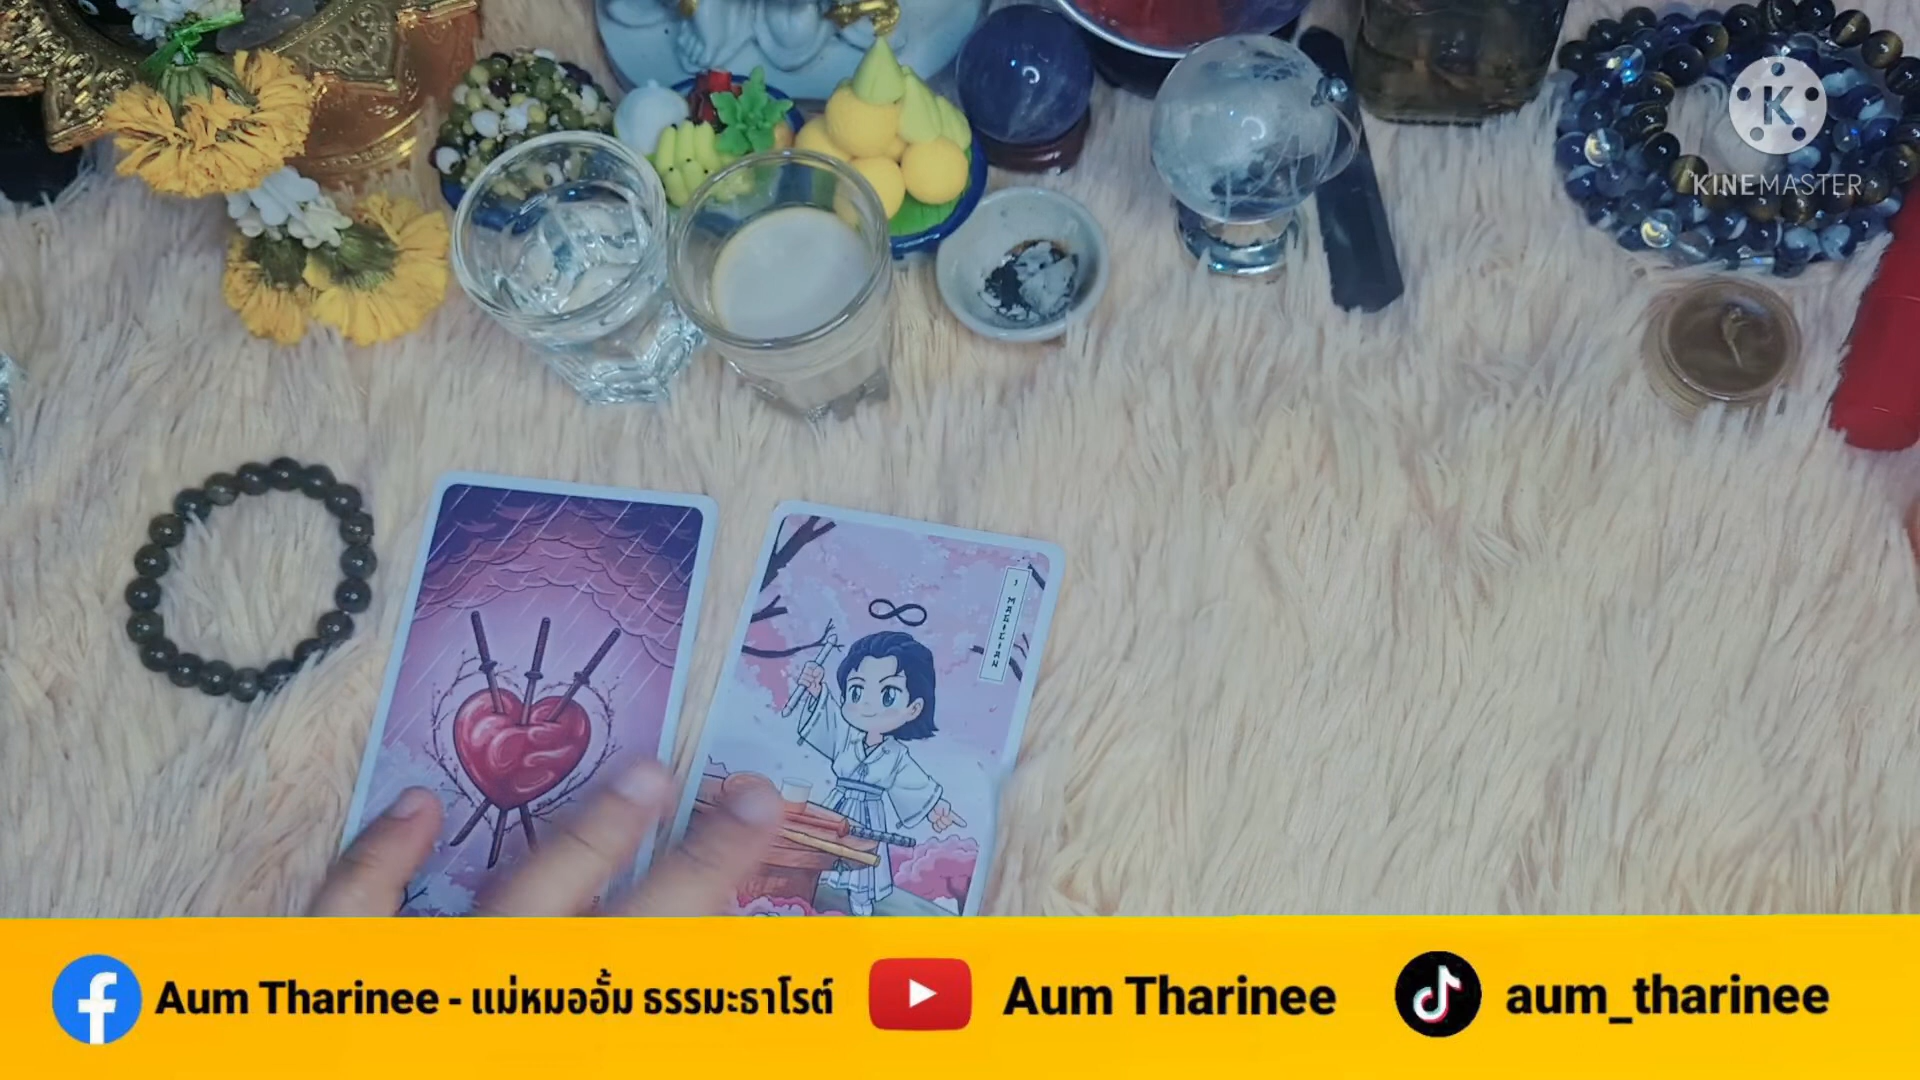 K
KINEMASTER
I MAGICIAN
Aum Tharinee - แม่หมออั้ม ธรรมะธาโรต์
Aum Tharinee
aum_tharinee